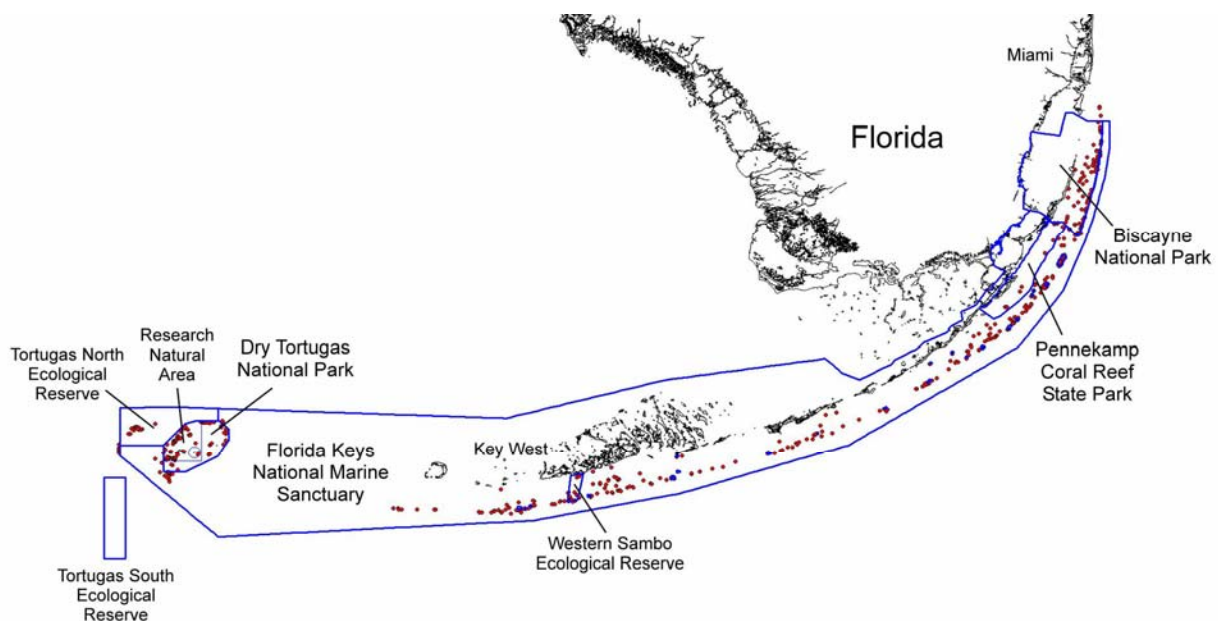 Miami
Florida
Biscayne
National Park
Pennekamp
Coral Reef
State Park
Tortugas North
Ecological
Reserve
Research
Natural
Area
Dry Tortugas
National Park
Florida Keys
National Marine
Sanctuary
Key West
Western Sambo
Ecological Reserve
Tortugas South
Ecological
Reserve